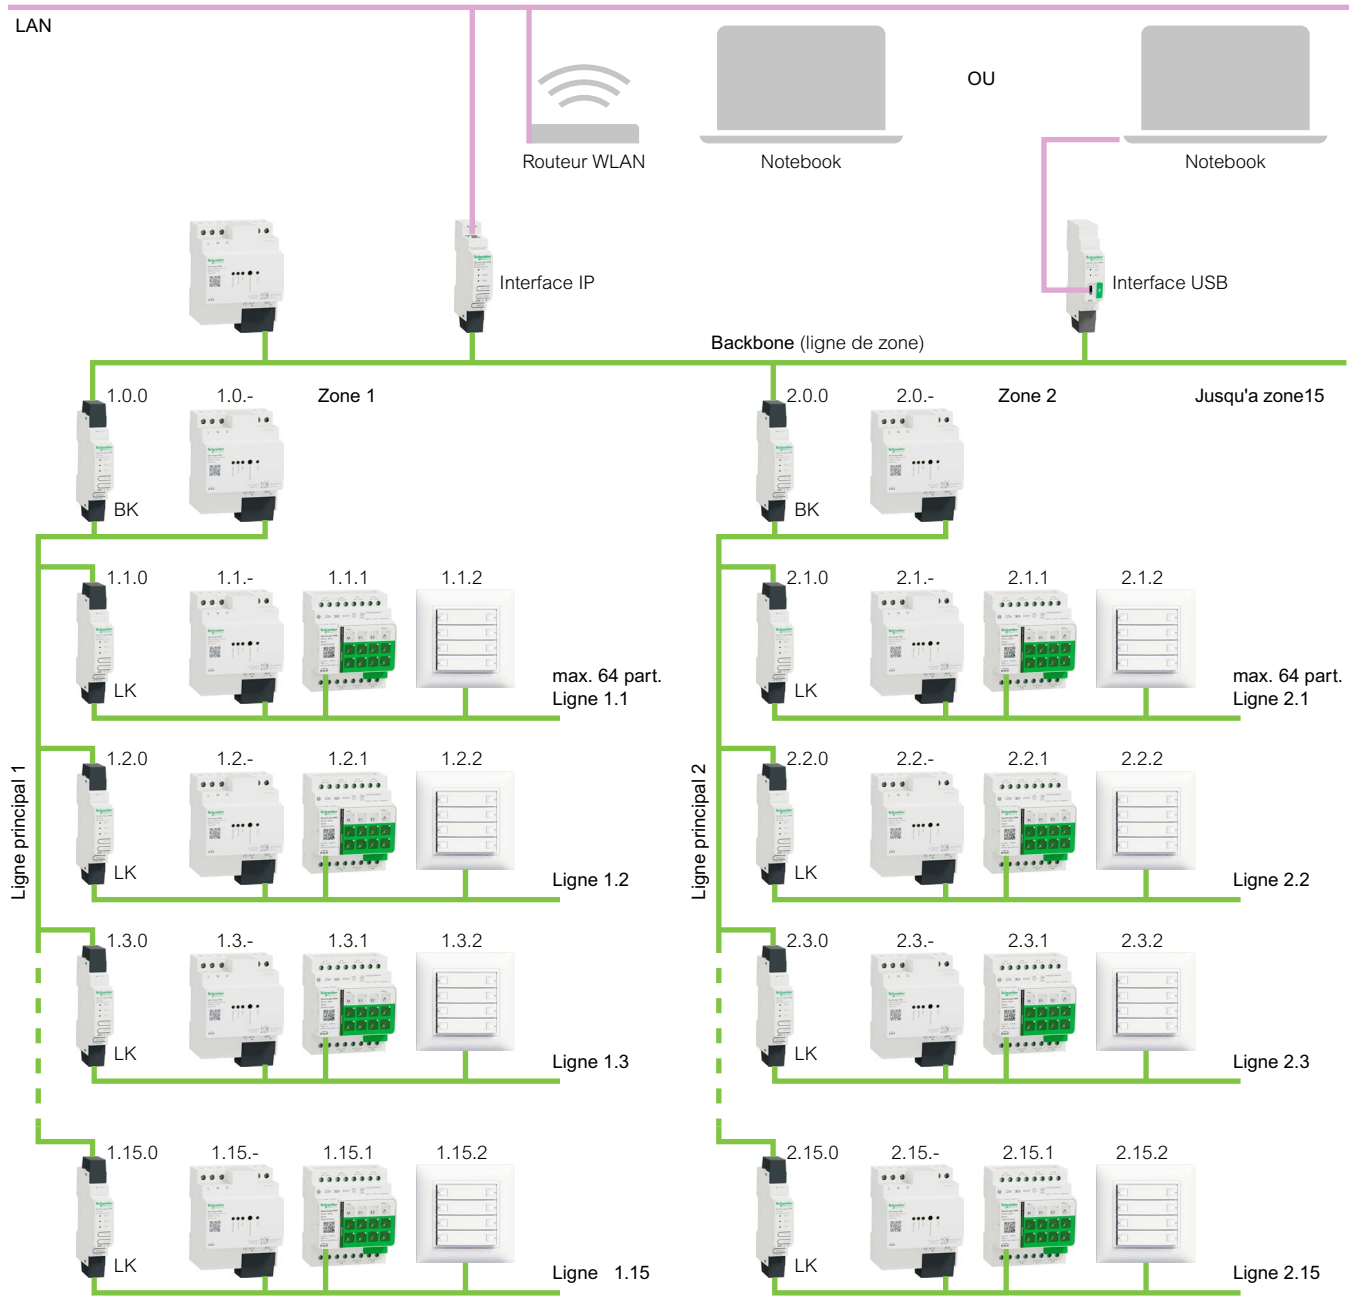 LAN
OU
Routeur WLAN
Notebook
Notebook
Interface IP
Interface USB
Backbone (ligne de zone)
1.0.0
1.0.-
Zone 1
2.0.0
2.0.-
Zone 2
Jusqu'a zone15
BK
BK
1.1.0
1.1.-
1.1.1
1.1.2
2.1.0
2.1.-
2.1.1
2.1.2
LK
max. 64 part.
Ligne 1.1
LK
max. 64 part.
Ligne 2.1
Ligne principal 1
Ligne principal 2
1.2.0
1.2.-
1.2.1
1.2.2
2.2.0
2.2.-
2.2.1
2.2.2
LK
Ligne 1.2
LK
Ligne 2.2
1.3.0
1.3.-
1.3.1
1.3.2
2.3.0
2.3.-
2.3.1
2.3.2
LK
Ligne 1.3
LK
Ligne 2.3
1.15.0
1.15.-
1.15.1
1.15.2
2.15.0
2.15.-
2.15.1
2.15.2
LK
Ligne 1.15
LK
Ligne 2.15